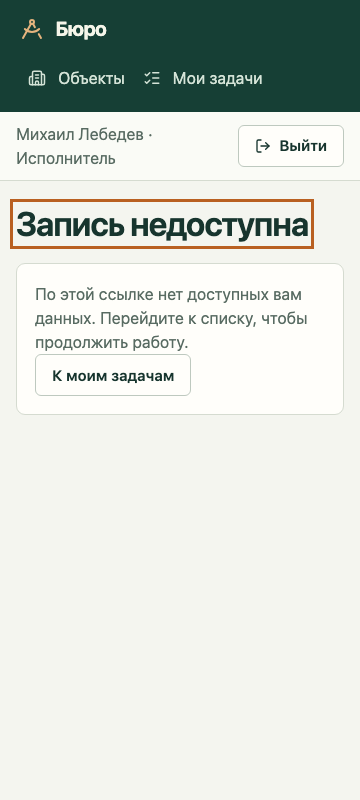 Бюро
Объекты Мои задачи
Михаил Лебедев ·
Исполнитель
Выйти
Запись недоступна
По этой ссылке нет доступных вам
данных. Перейдите к списку, чтобы
продолжить работу.
К моим задачам